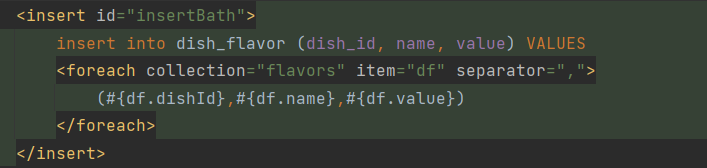 <insert id="insertBath">
insert into dish_flavor (dish_id, name, value) VALUES
<foreach collection="flavors" item="df" separator=",">
(#{df.dishId},#{df.name},#{df.value})
</foreach>
</insert>